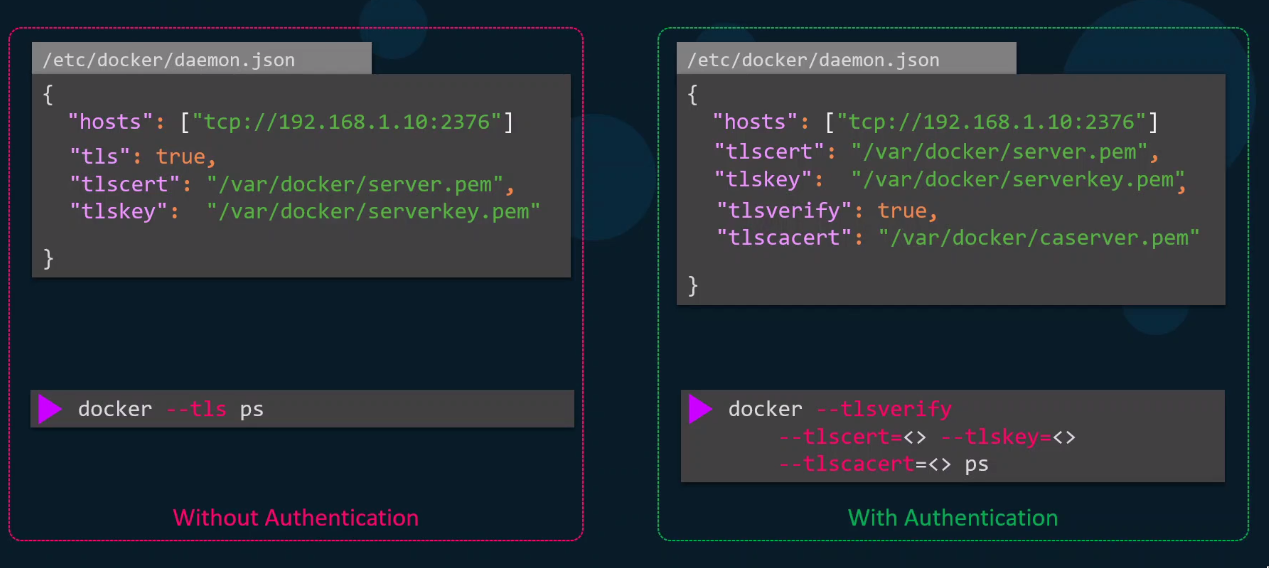 /etc/docker/daemon.json
{
"hosts": ["tcp://192.168.1.10:2376"]
"tls": true,
"tlscert": "/var/docker/server.pem",
"tlskey": "/var/docker/serverkey.pem"
}
docker --tls ps
Without Authentication
/etc/docker/daemon.json
{
"hosts": ["tcp://192.168.1.10:2376"]
"tlscert": "/var/docker/server.pem",
"tlskey": "/var/docker/serverkey.pem",
"tlsverify": true,
"tlscacert": "/var/docker/caserver.pem"
}
docker --tlsverify
--tlscert=<> --tlskey=<>
--tlscacert=<> ps
With Authentication